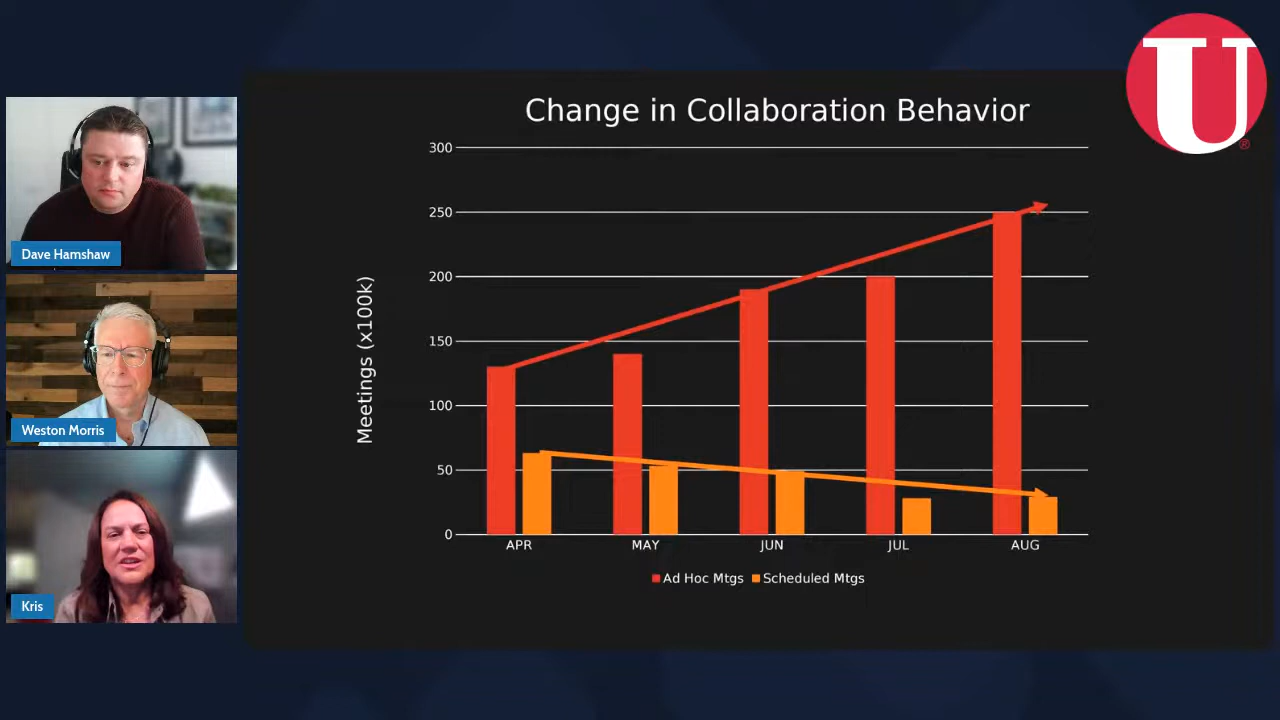 Change in Collaboration Behavior
U
®
Dave Hamshaw
Weston Morris
Kris
Meetings (x100k)
300
250
200
150
100
50
0
APR MAY JUN JUL AUG
Ad Hoc Mtgs Scheduled Mtgs